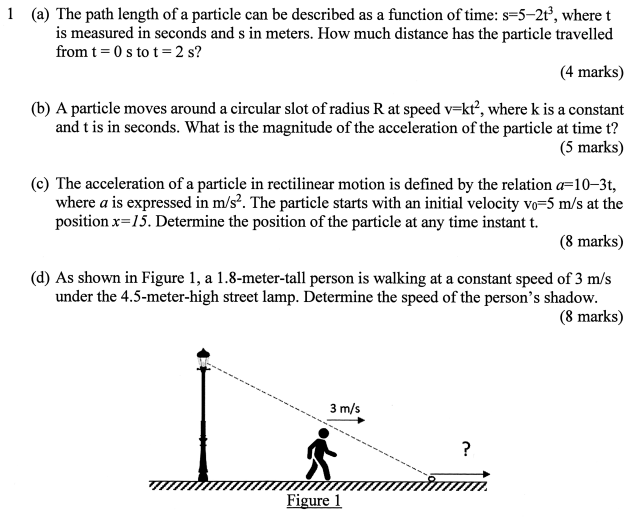 1 (a) The path length of a particle can be described as a function of time: s=5−2t³, where t
is measured in seconds and s in meters. How much distance has the particle travelled
from t = 0 s to t = 2 s?
(4 marks)
(b) A particle moves around a circular slot of radius R at speed v=kt², where k is a constant
and t is in seconds. What is the magnitude of the acceleration of the particle at time t?
(5 marks)
(c) The acceleration of a particle in rectilinear motion is defined by the relation a=10−3t,
where a is expressed in m/s². The particle starts with an initial velocity v₀=5 m/s at the
position x=15. Determine the position of the particle at any time instant t.
(8 marks)
(d) As shown in Figure 1, a 1.8-meter-tall person is walking at a constant speed of 3 m/s
under the 4.5-meter-high street lamp. Determine the speed of the person’s shadow.
(8 marks)
3 m/s
?
Figure 1